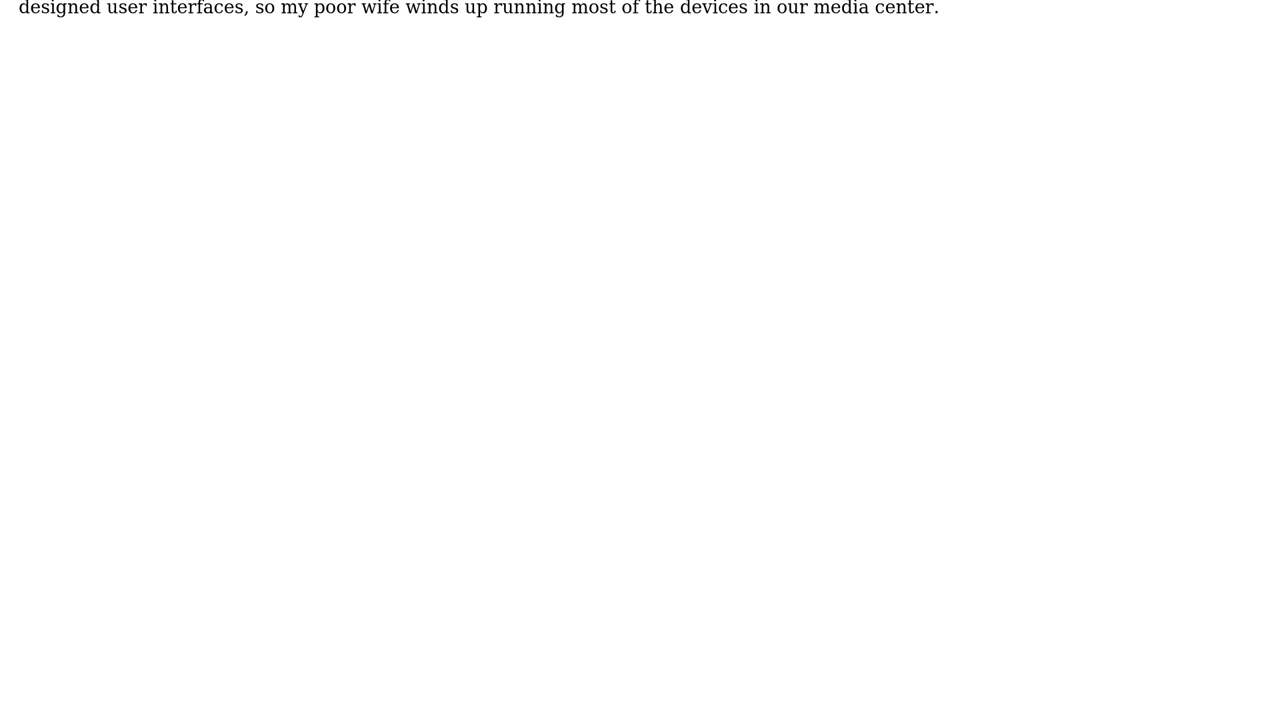 designed user interfaces, so my poor wife winds up running most of the devices in our media center.